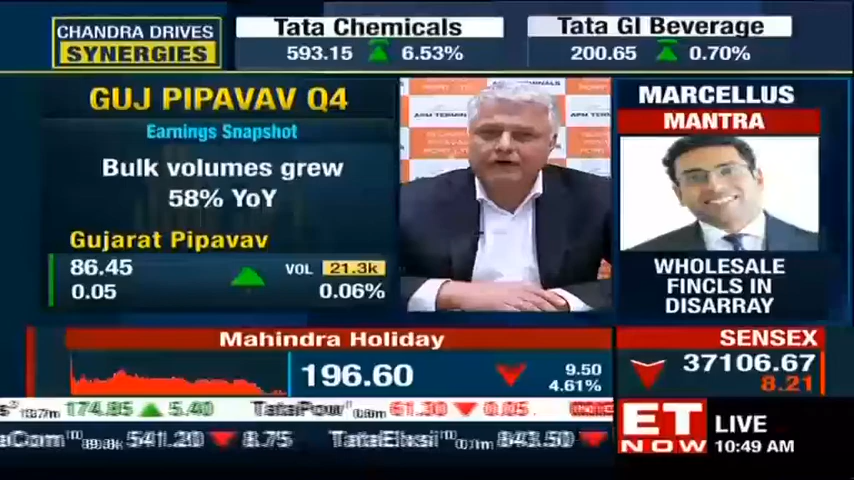 CHANDRA DRIVES
SYNERGIES
Tata Chemicals
593.15 6.53%
Tata Gl Beverage
200.65 0.70%
GUJ PIPAVAV Q4
Earnings Snapshot
Bulk volumes grew
58% YoY
Gujarat Pipavav
86.45 VOL 21.3k
0.05 0.06%
APM TERMIN
MARCELLUS
MANTRA
WHOLESALE
FINCLS IN
DISARRAY
Mahindra Holiday
196.60
9.50
4.61%
SENSEX
37106.67
8.21
174.85 5.40 TataPow 61.30 0.05
aCom 541.20 8.75 TataElxsi 843.50
ET
NOW
LIVE
10:49 AM